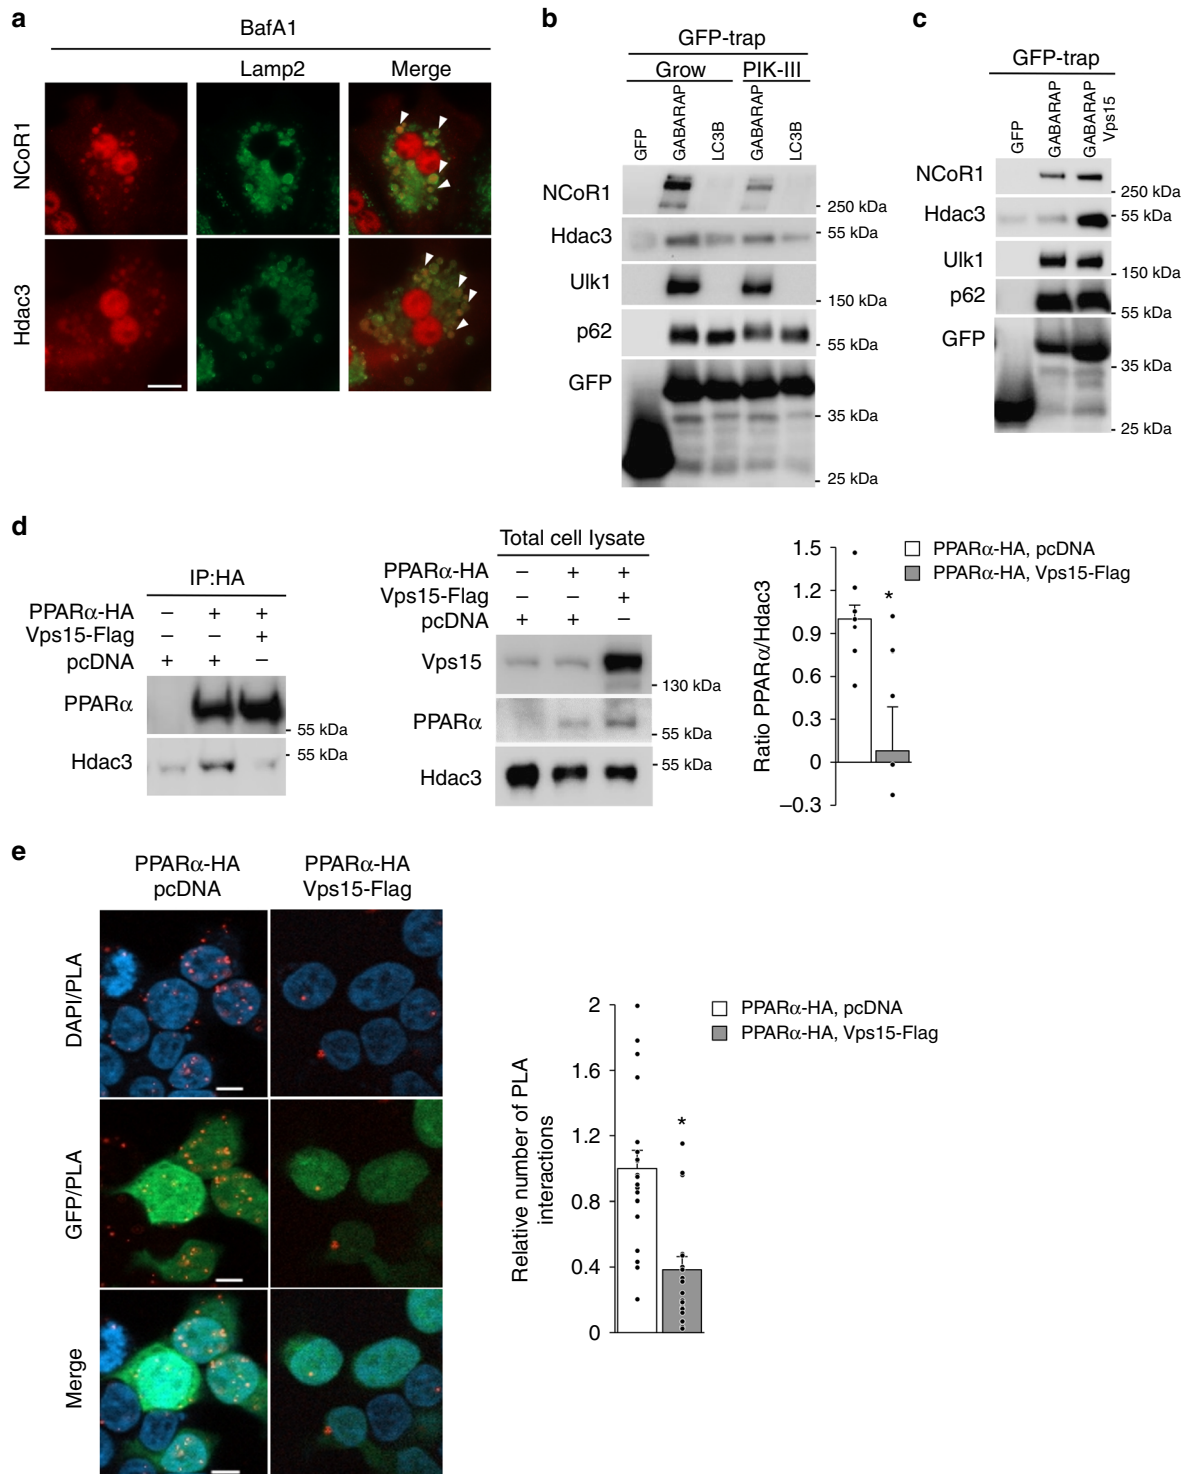 a
BafA1
Lamp2
Merge
NCoR1
Hdac3
b
GFP-trap
Grow
PIK-III
GFP
GABARAP
LC3B
GABARAP
LC3B
NCoR1
250 kDa
Hdac3
55 kDa
Ulk1
150 kDa
p62
55 kDa
GFP
35 kDa
25 kDa
c
GFP-trap
GFP
GABARAP
GABARAP
Vps15
NCoR1
250 kDa
Hdac3
55 kDa
Ulk1
150 kDa
p62
55 kDa
GFP
35 kDa
25 kDa
d
IP:HA
PPARα-HA – + +
Vps15-Flag – – +
pcDNA + + –
PPARα
55 kDa
Hdac3
55 kDa
Total cell lysate
PPARα-HA – + +
Vps15-Flag – – +
pcDNA + + –
Vps15
130 kDa
PPARα
55 kDa
Hdac3
55 kDa
Ratio PPARα/Hdac3
1.5
1.2
0.9
0.6
0.3
0
–0.3
*
PPARα-HA, pcDNA
PPARα-HA, Vps15-Flag
e
PPARα-HA
pcDNA
PPARα-HA
Vps15-Flag
DAPI/PLA
GFP/PLA
Merge
Relative number of PLA
interactions
2
1.6
1.2
0.8
0.4
0
*
PPARα-HA, pcDNA
PPARα-HA, Vps15-Flag